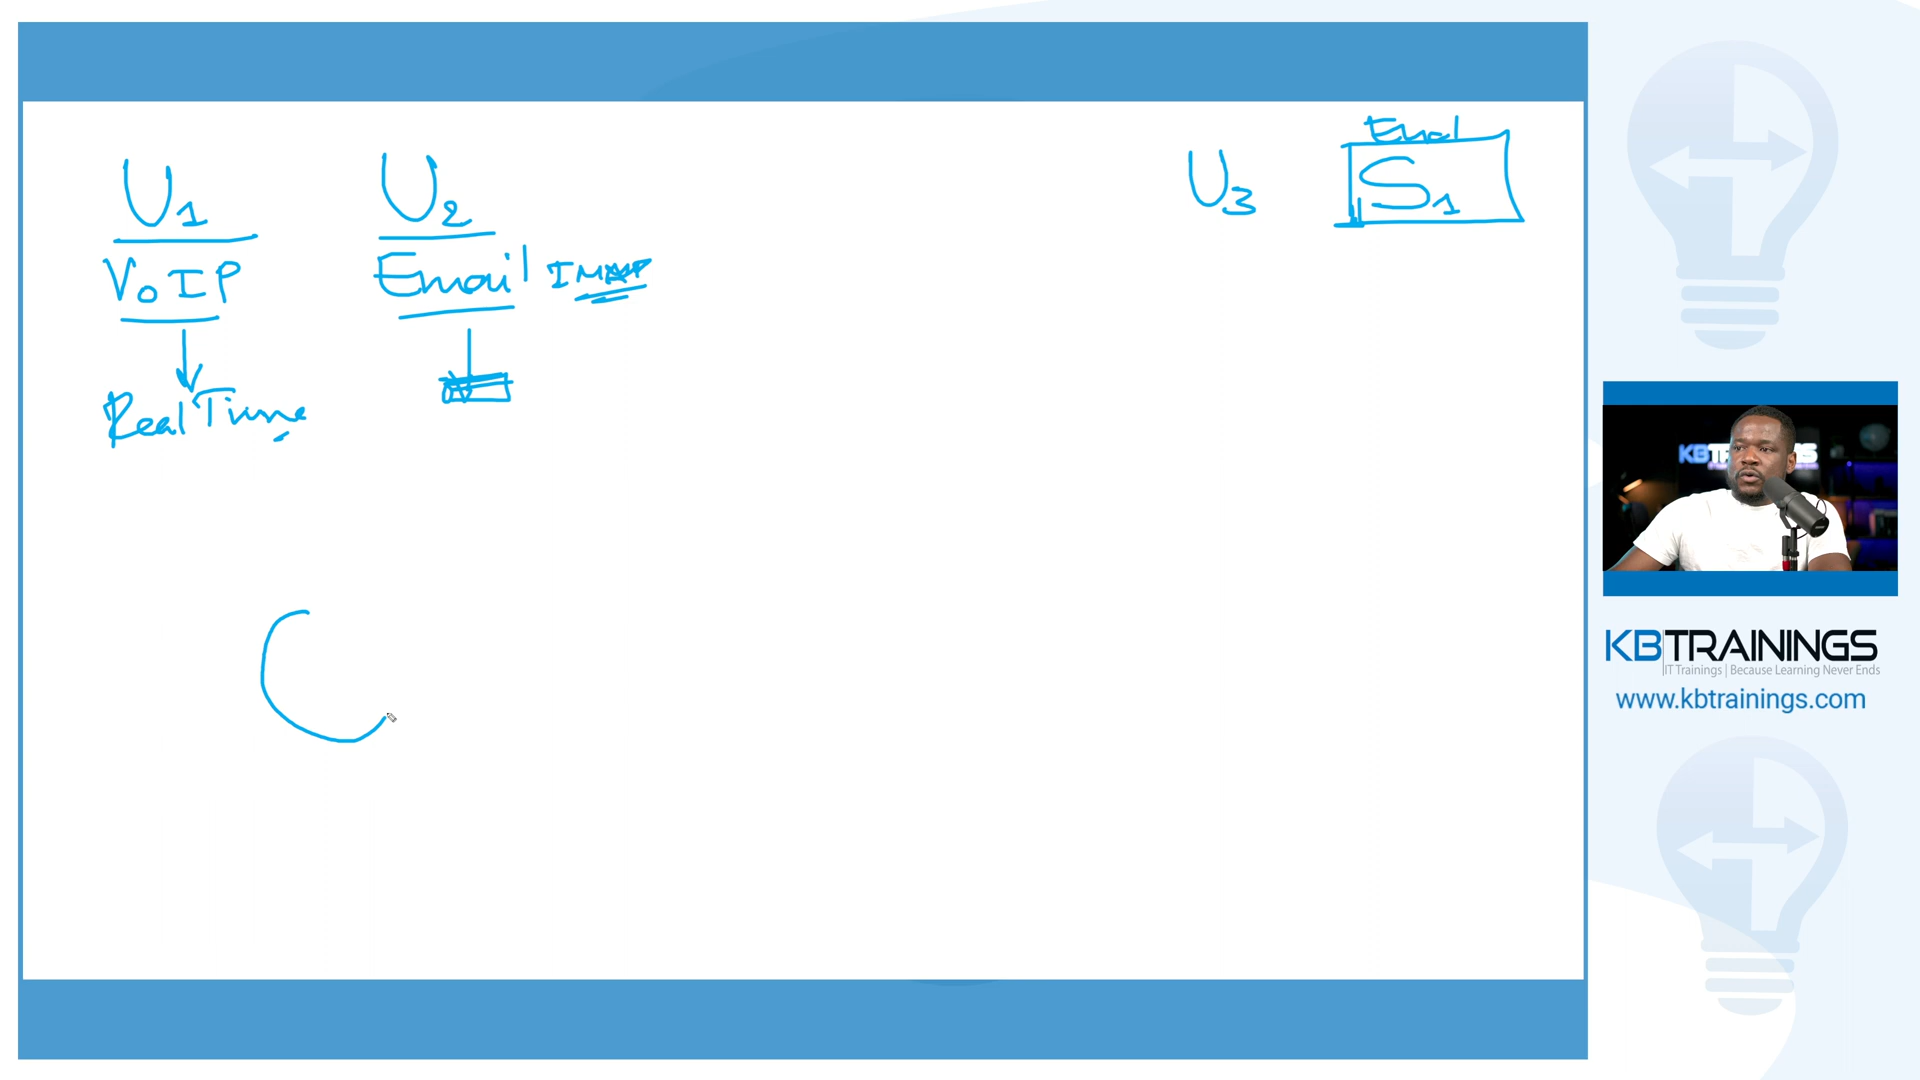 U1
VoIP
Real Time
U2
Email IMAP
U3
Email
S1
KBTR S
KBTRAININGS
IT Trainings | Because Learning Never Ends
www.kbtrainings.com